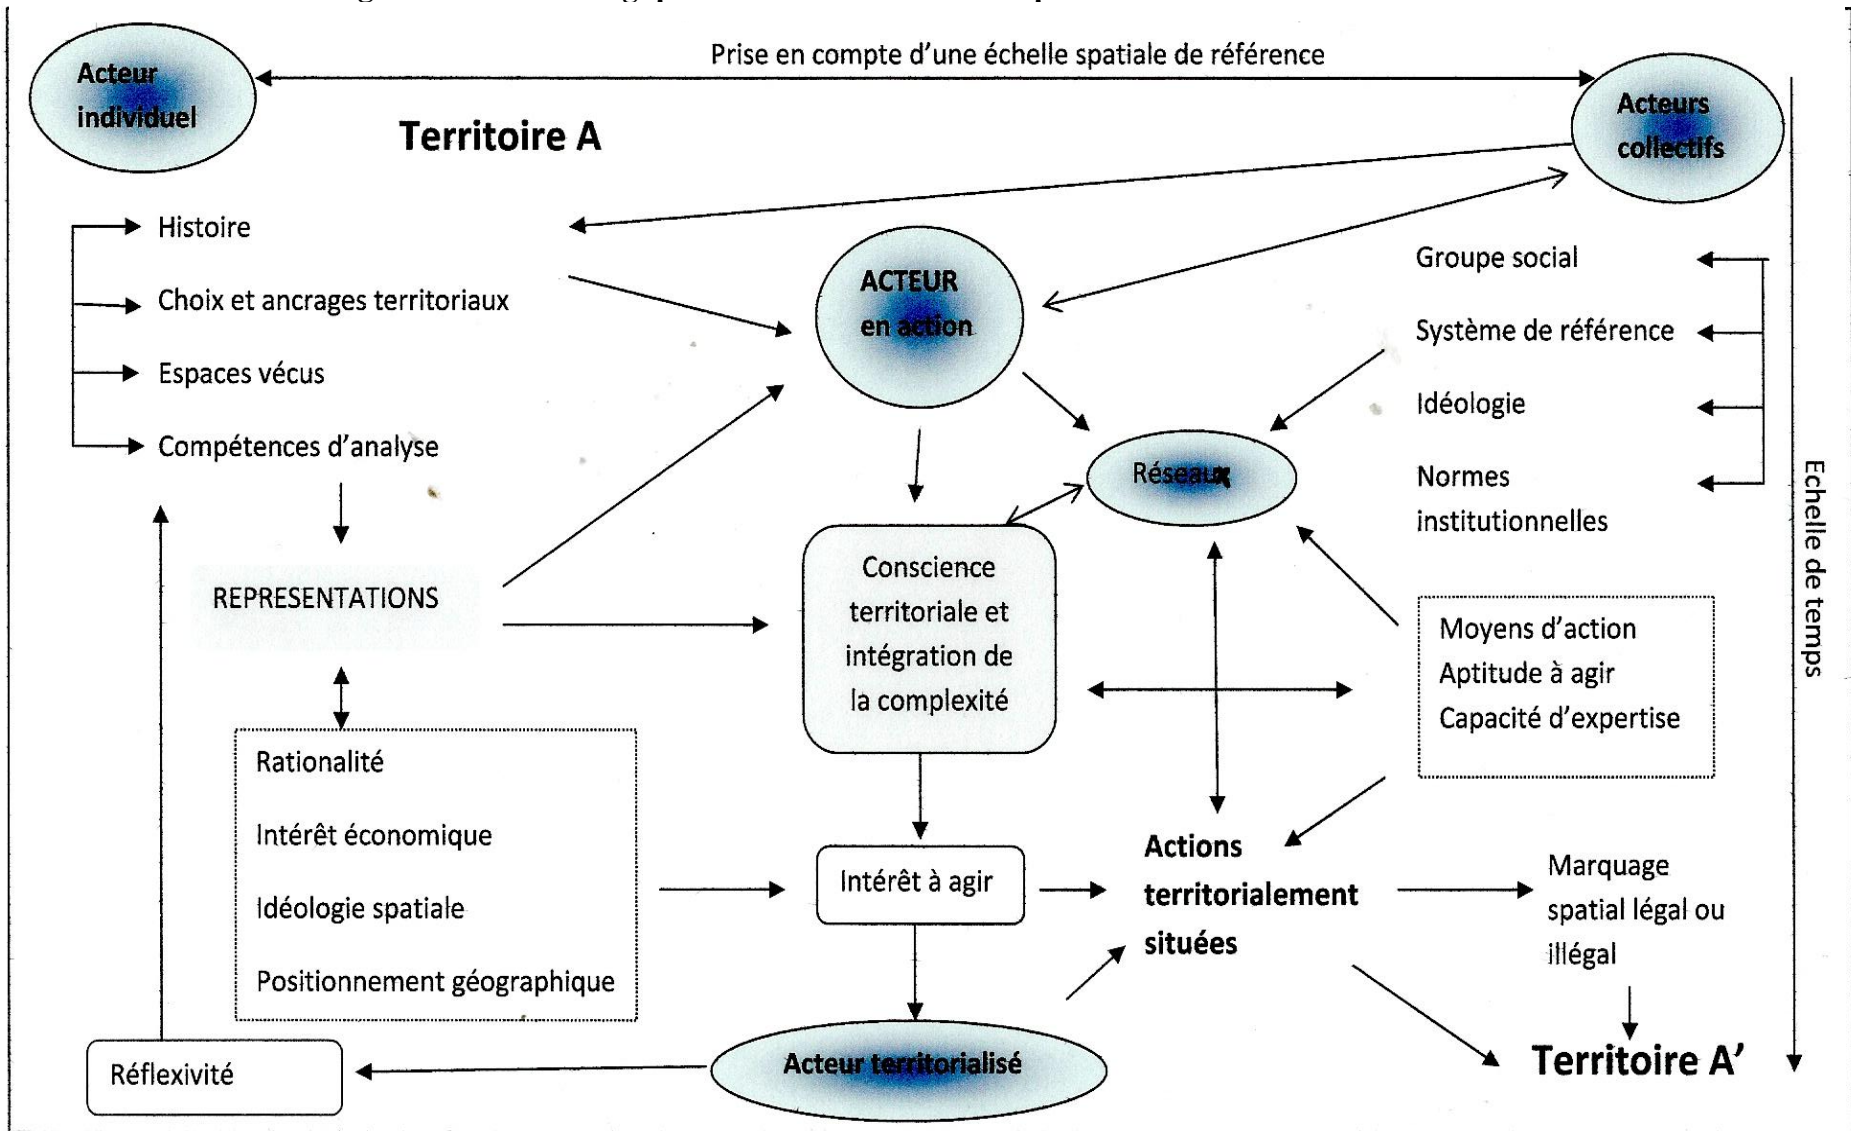 Prise en compte d'une échelle spatiale de référence
Acteur
individuel
Territoire A
Acteurs
collectifs
Histoire
Choix et ancrages territoriaux
Espaces vécus
Compétences d'analyse
ACTEUR
en action
Groupe social
Système de référence
Idéologie
Normes
institutionnelles
Réseaux
Echelle de temps
REPRESENTATIONS
Conscience
territoriale et
intégration de
la complexité
Moyens d'action
Aptitude à agir
Capacité d'expertise
Rationalité
Intérêt économique
Idéologie spatiale
Positionnement géographique
Intérêt à agir
Actions
territorialement
situées
Marquage
spatial légal ou
illégal
Réflexivité
Acteur territorialisé
Territoire A'